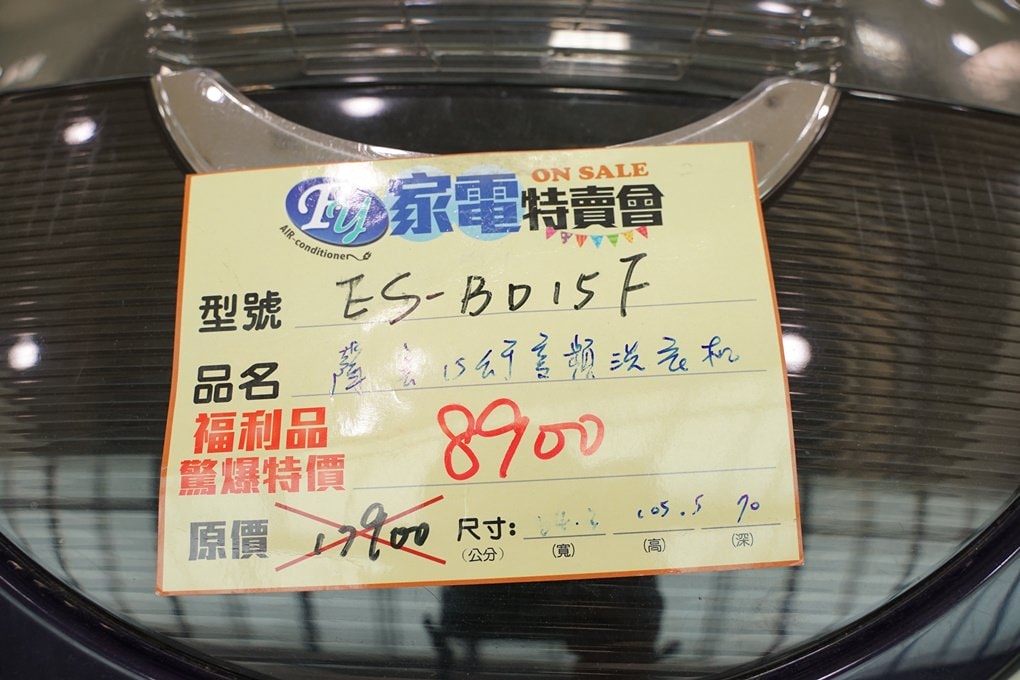 ON SALE
FY 家電特賣會
AIR-conditioner
型號 ES-BD15F
品名 聲寶15公斤變頻洗衣机
福利品
驚爆特價 8900
原價 17900 尺寸: 105.5 70
(公分) (寬) (高) (深)